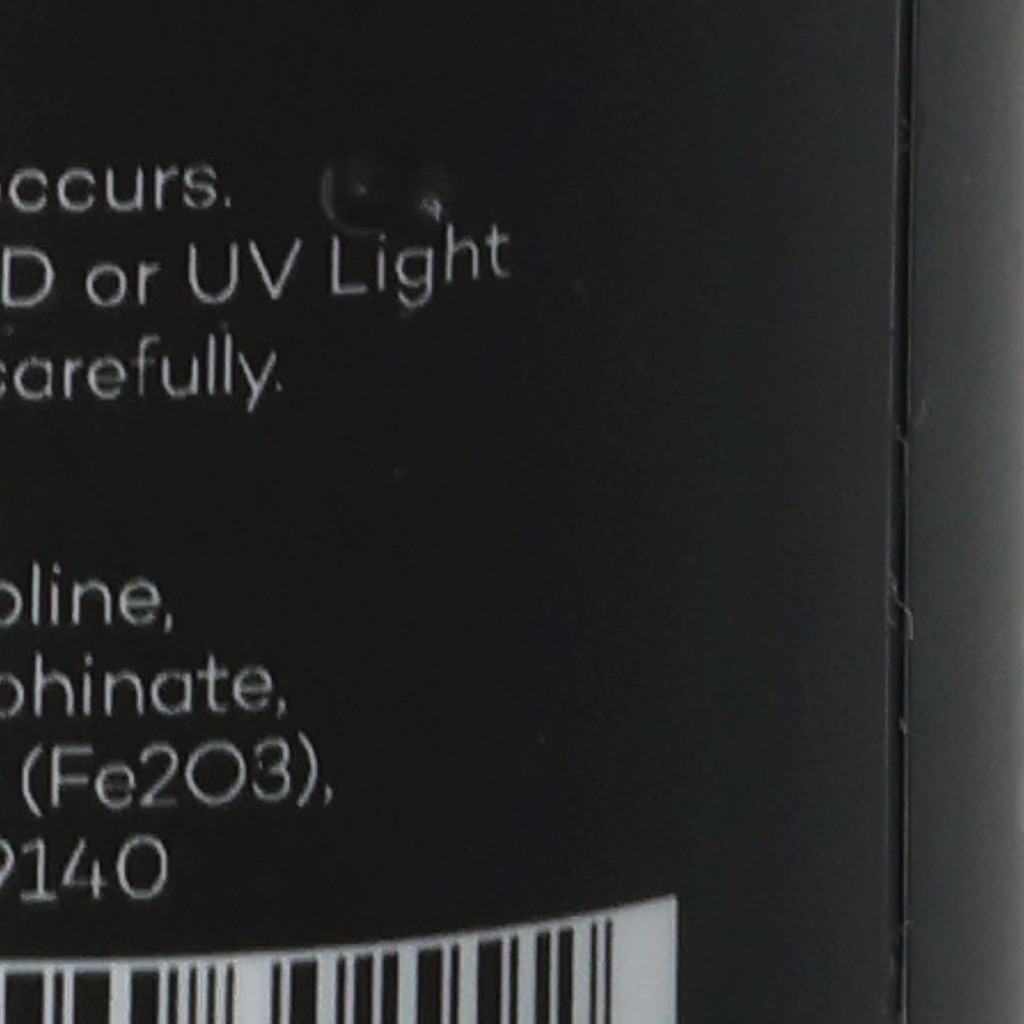 occurs.
D or UV Light
carefully.
oline,
phinate,
(Fe2O3),
9140